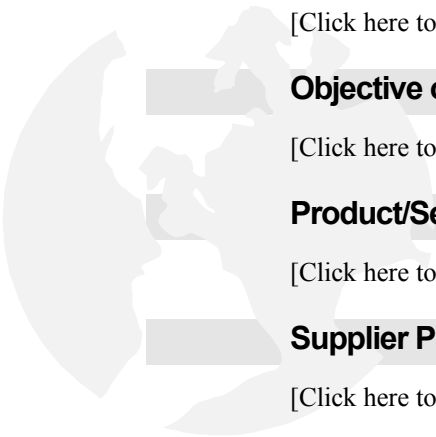 [Click here to
Objective
[Click here to
Product/Se
[Click here to
Supplier P
[Click here to